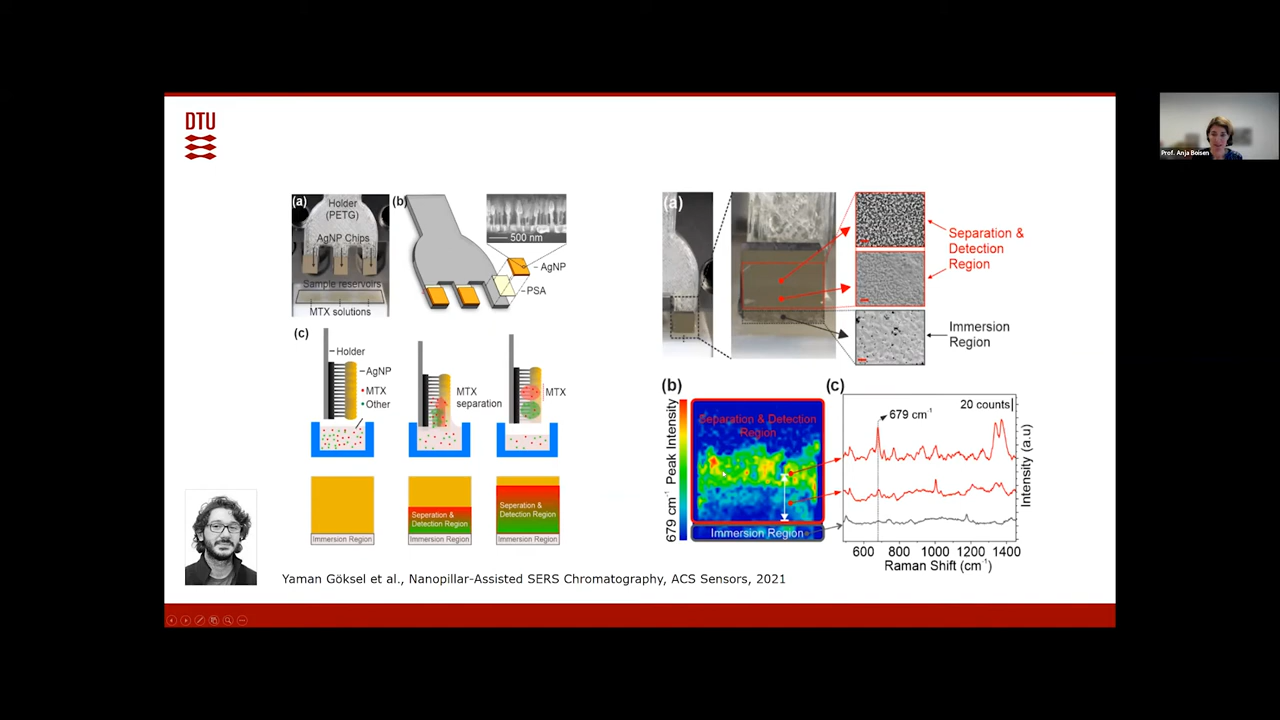 DTU
(a)
Holder
(PETG)
AgNP Chips
Sample reservoirs
MTX solutions
(b)
500 nm
AgNP
PSA
(c)
Holder
AgNP
MTX
Other
MTX
separation
MTX
Seperation &
Detection Region
Seperation &
Detection Region
Immersion Region
Immersion Region
Immersion Region
(a)
Separation &
Detection
Region
Immersion
Region
(b)
679 cm⁻¹ Peak Intensity
Separation & Detection
Region
Immersion Region
(c)
20 counts
679 cm⁻¹
Intensity (a.u)
600 800 1000 1200 1400
Raman Shift (cm⁻¹)
Yaman Göksel et al., Nanopillar-Assisted SERS Chromatography, ACS Sensors, 2021
Prof. Anja Boisen